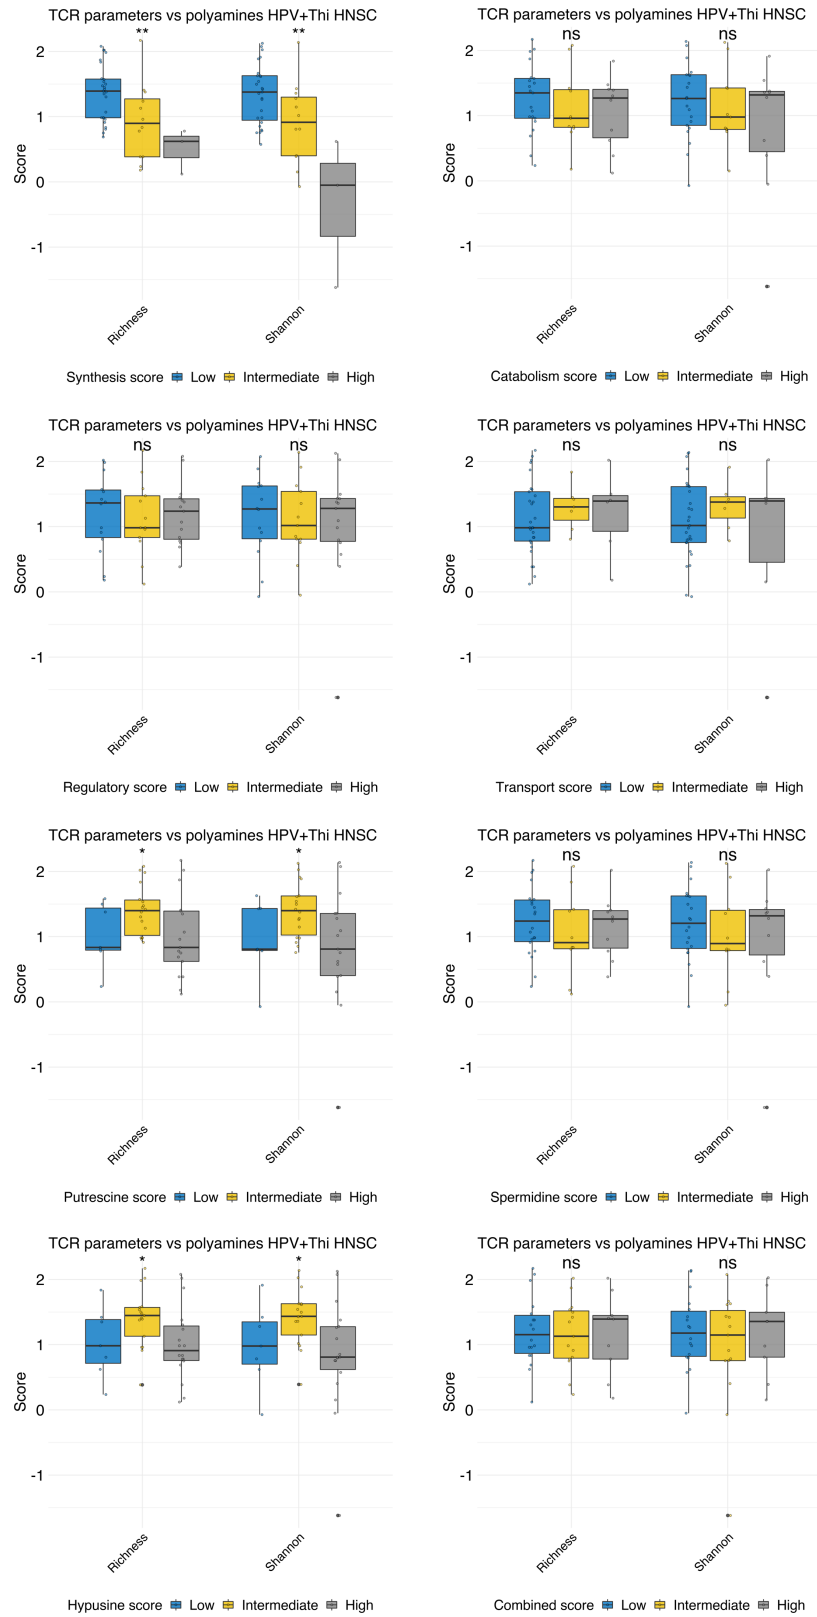 TCR parameters vs polyamines HPV+Thi HNSC
** **
2
1
0
-1
Score
Richness
Shannon
Synthesis score Low Intermediate High
TCR parameters vs polyamines HPV+Thi HNSC
ns ns
2
1
0
-1
Score
Richness
Shannon
Catabolism score Low Intermediate High
TCR parameters vs polyamines HPV+Thi HNSC
ns ns
2
1
0
-1
Score
Richness
Shannon
Regulatory score Low Intermediate High
TCR parameters vs polyamines HPV+Thi HNSC
ns ns
2
1
0
-1
Score
Richness
Shannon
Transport score Low Intermediate High
TCR parameters vs polyamines HPV+Thi HNSC
* *
2
1
0
-1
Score
Richness
Shannon
Putrescine score Low Intermediate High
TCR parameters vs polyamines HPV+Thi HNSC
ns ns
2
1
0
-1
Score
Richness
Shannon
Spermidine score Low Intermediate High
TCR parameters vs polyamines HPV+Thi HNSC
* *
2
1
0
-1
Score
Richness
Shannon
Hypusine score Low Intermediate High
TCR parameters vs polyamines HPV+Thi HNSC
ns ns
2
1
0
-1
Score
Richness
Shannon
Combined score Low Intermediate High